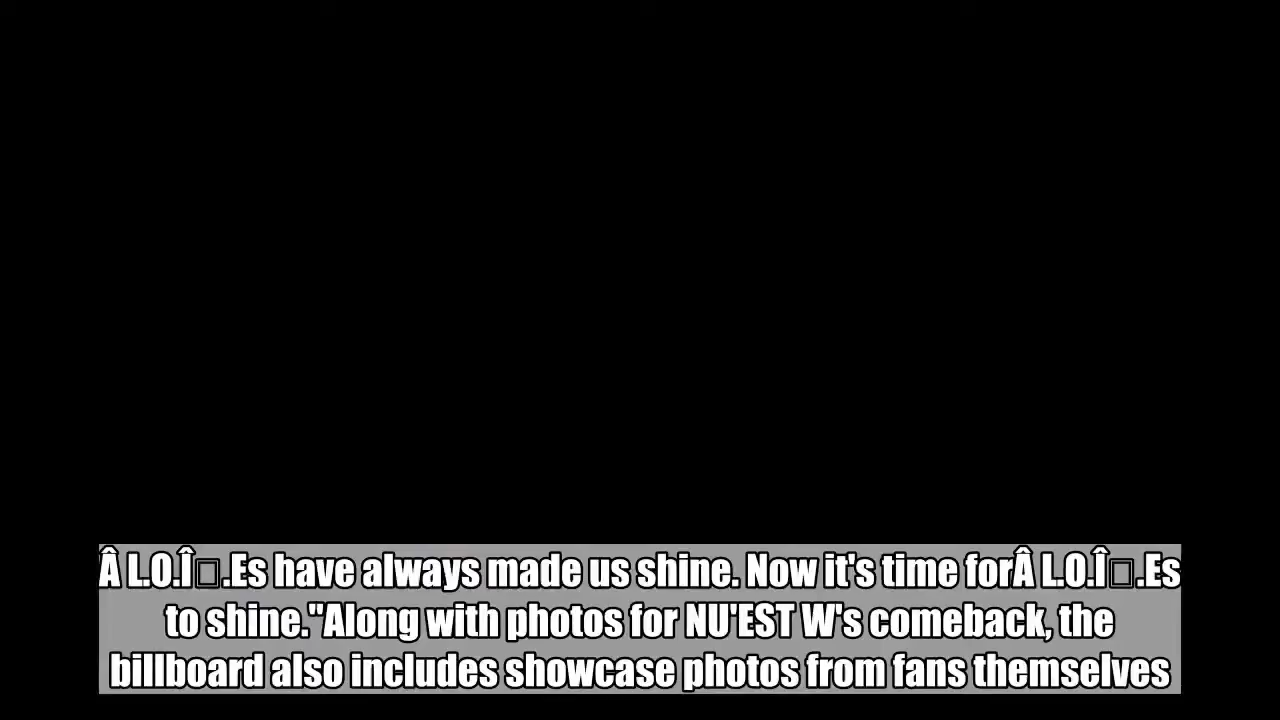 Â L.O.Î□.Es have always made us shine. Now it's time forÂ L.O.Î□.Es
to shine."Along with photos for NU'EST W's comeback, the
billboard also includes showcase photos from fans themselves